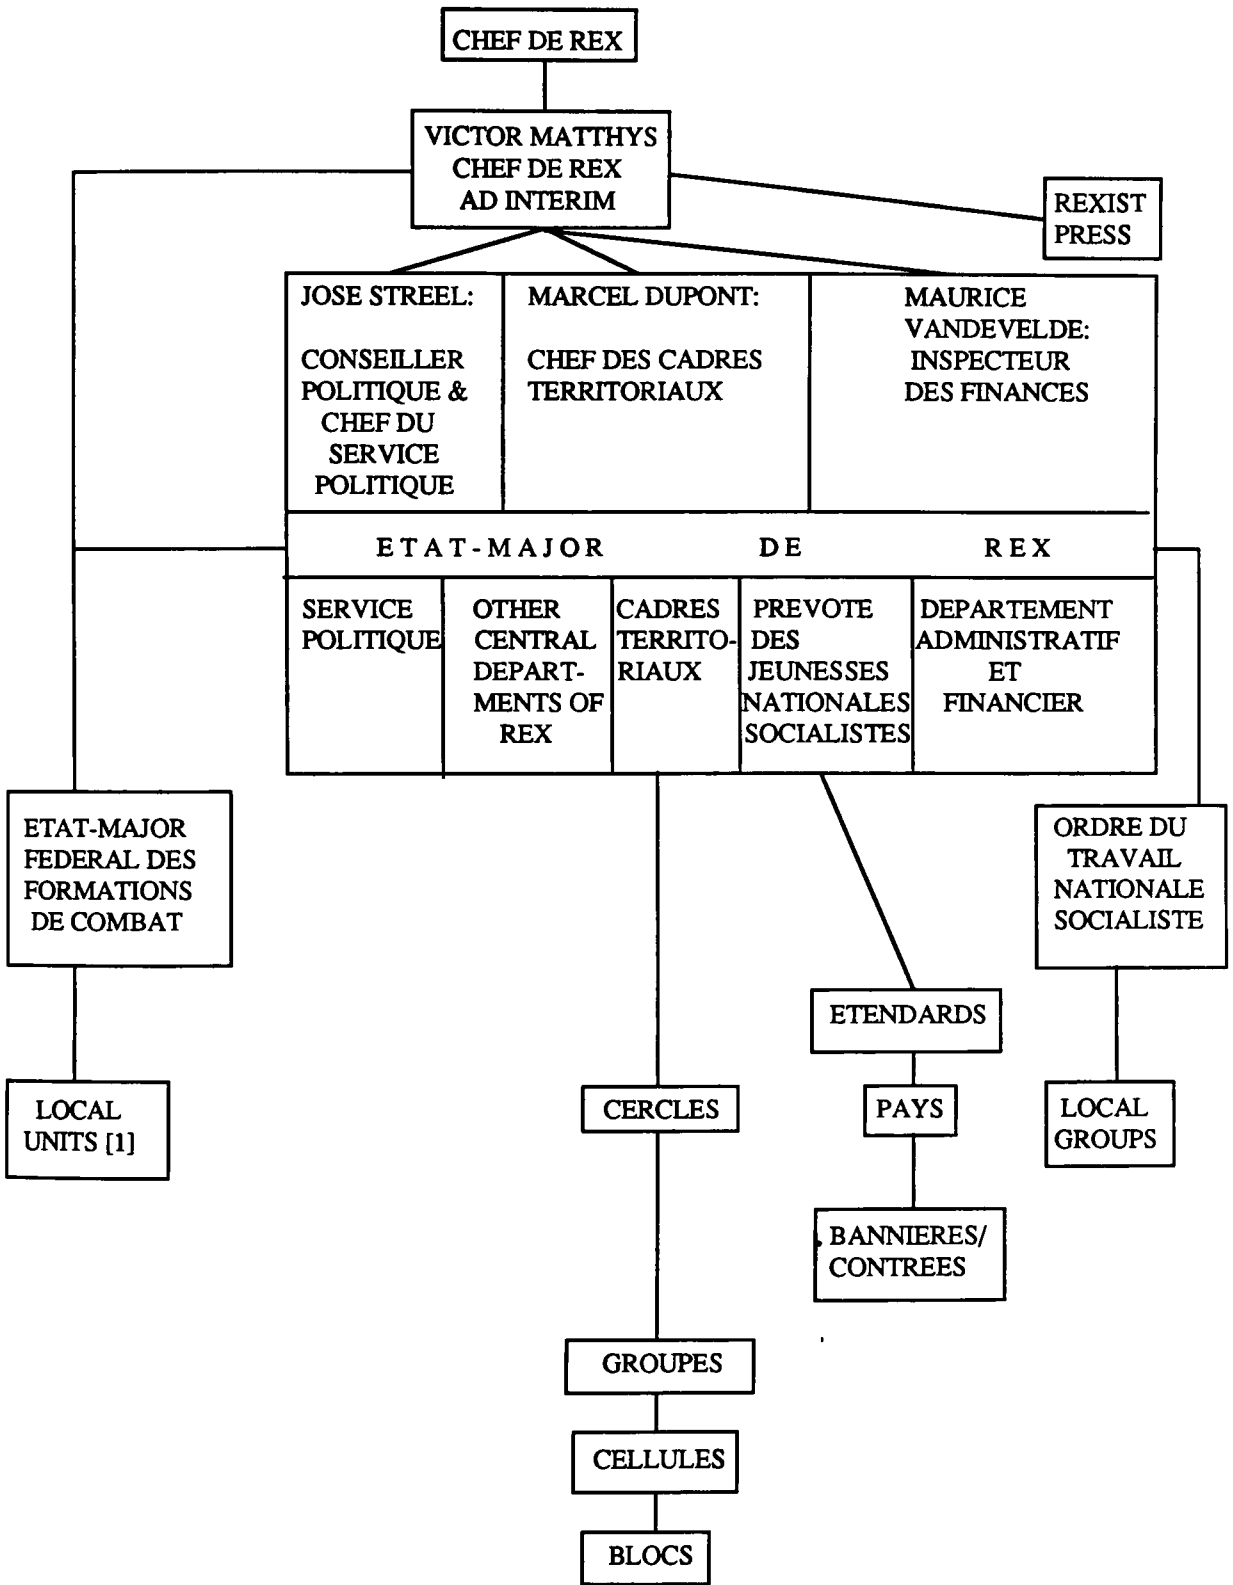 CHEF DE REX
VICTOR MATTHYS
CHEF DE REX
AD INTERIM
REXIST
PRESS
JOSE STREEL:
CONSEILLER
POLITIQUE &
CHEF DU
SERVICE
POLITIQUE
MARCEL DUPONT:
CHEF DES CADRES
TERRITORIAUX
MAURICE
VANDEVELDE:
INSPECTEUR
DES FINANCES
ETAT-MAJOR DE REX
SERVICE
POLITIQUE
OTHER
CENTRAL
DEPART-
MENTS OF
REX
CADRES
TERRITO-
RIAUX
PREVOTE
DES
JEUNESSES
NATIONALES
SOCIALISTES
DEPARTEMENT
ADMINISTRATIF
ET
FINANCIER
ETAT-MAJOR
FEDERAL DES
FORMATIONS
DE COMBAT
ORDRE DU
TRAVAIL
NATIONALE
SOCIALISTE
ETENDARDS
LOCAL
UNITS [1]
CERCLES
PAYS
LOCAL
GROUPS
BANNIERES/
CONTREES
GROUPES
CELLULES
BLOCS